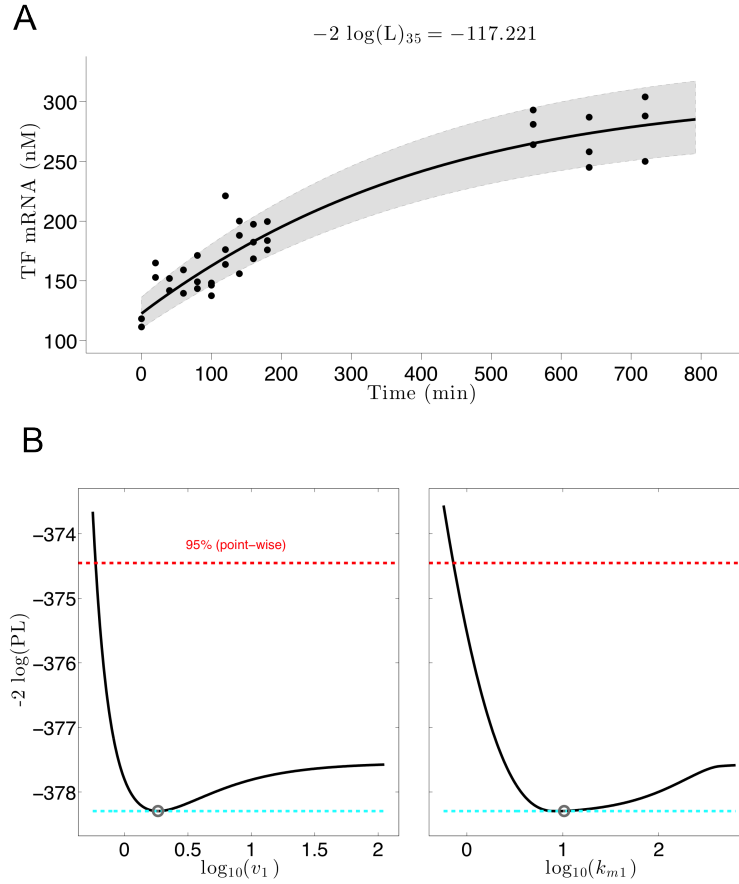 A
−2 log(L)₃₅ = −117.221
TF mRNA (nM)
300
250
200
150
100
0 100 200 300 400 500 600 700 800
Time (min)
B
-2 log(PL)
−374
−375
−376
−377
−378
95% (point−wise)
0 0.5 1 1.5 2
log₁₀(v₁)
0 1 2
log₁₀(kₘ₁)